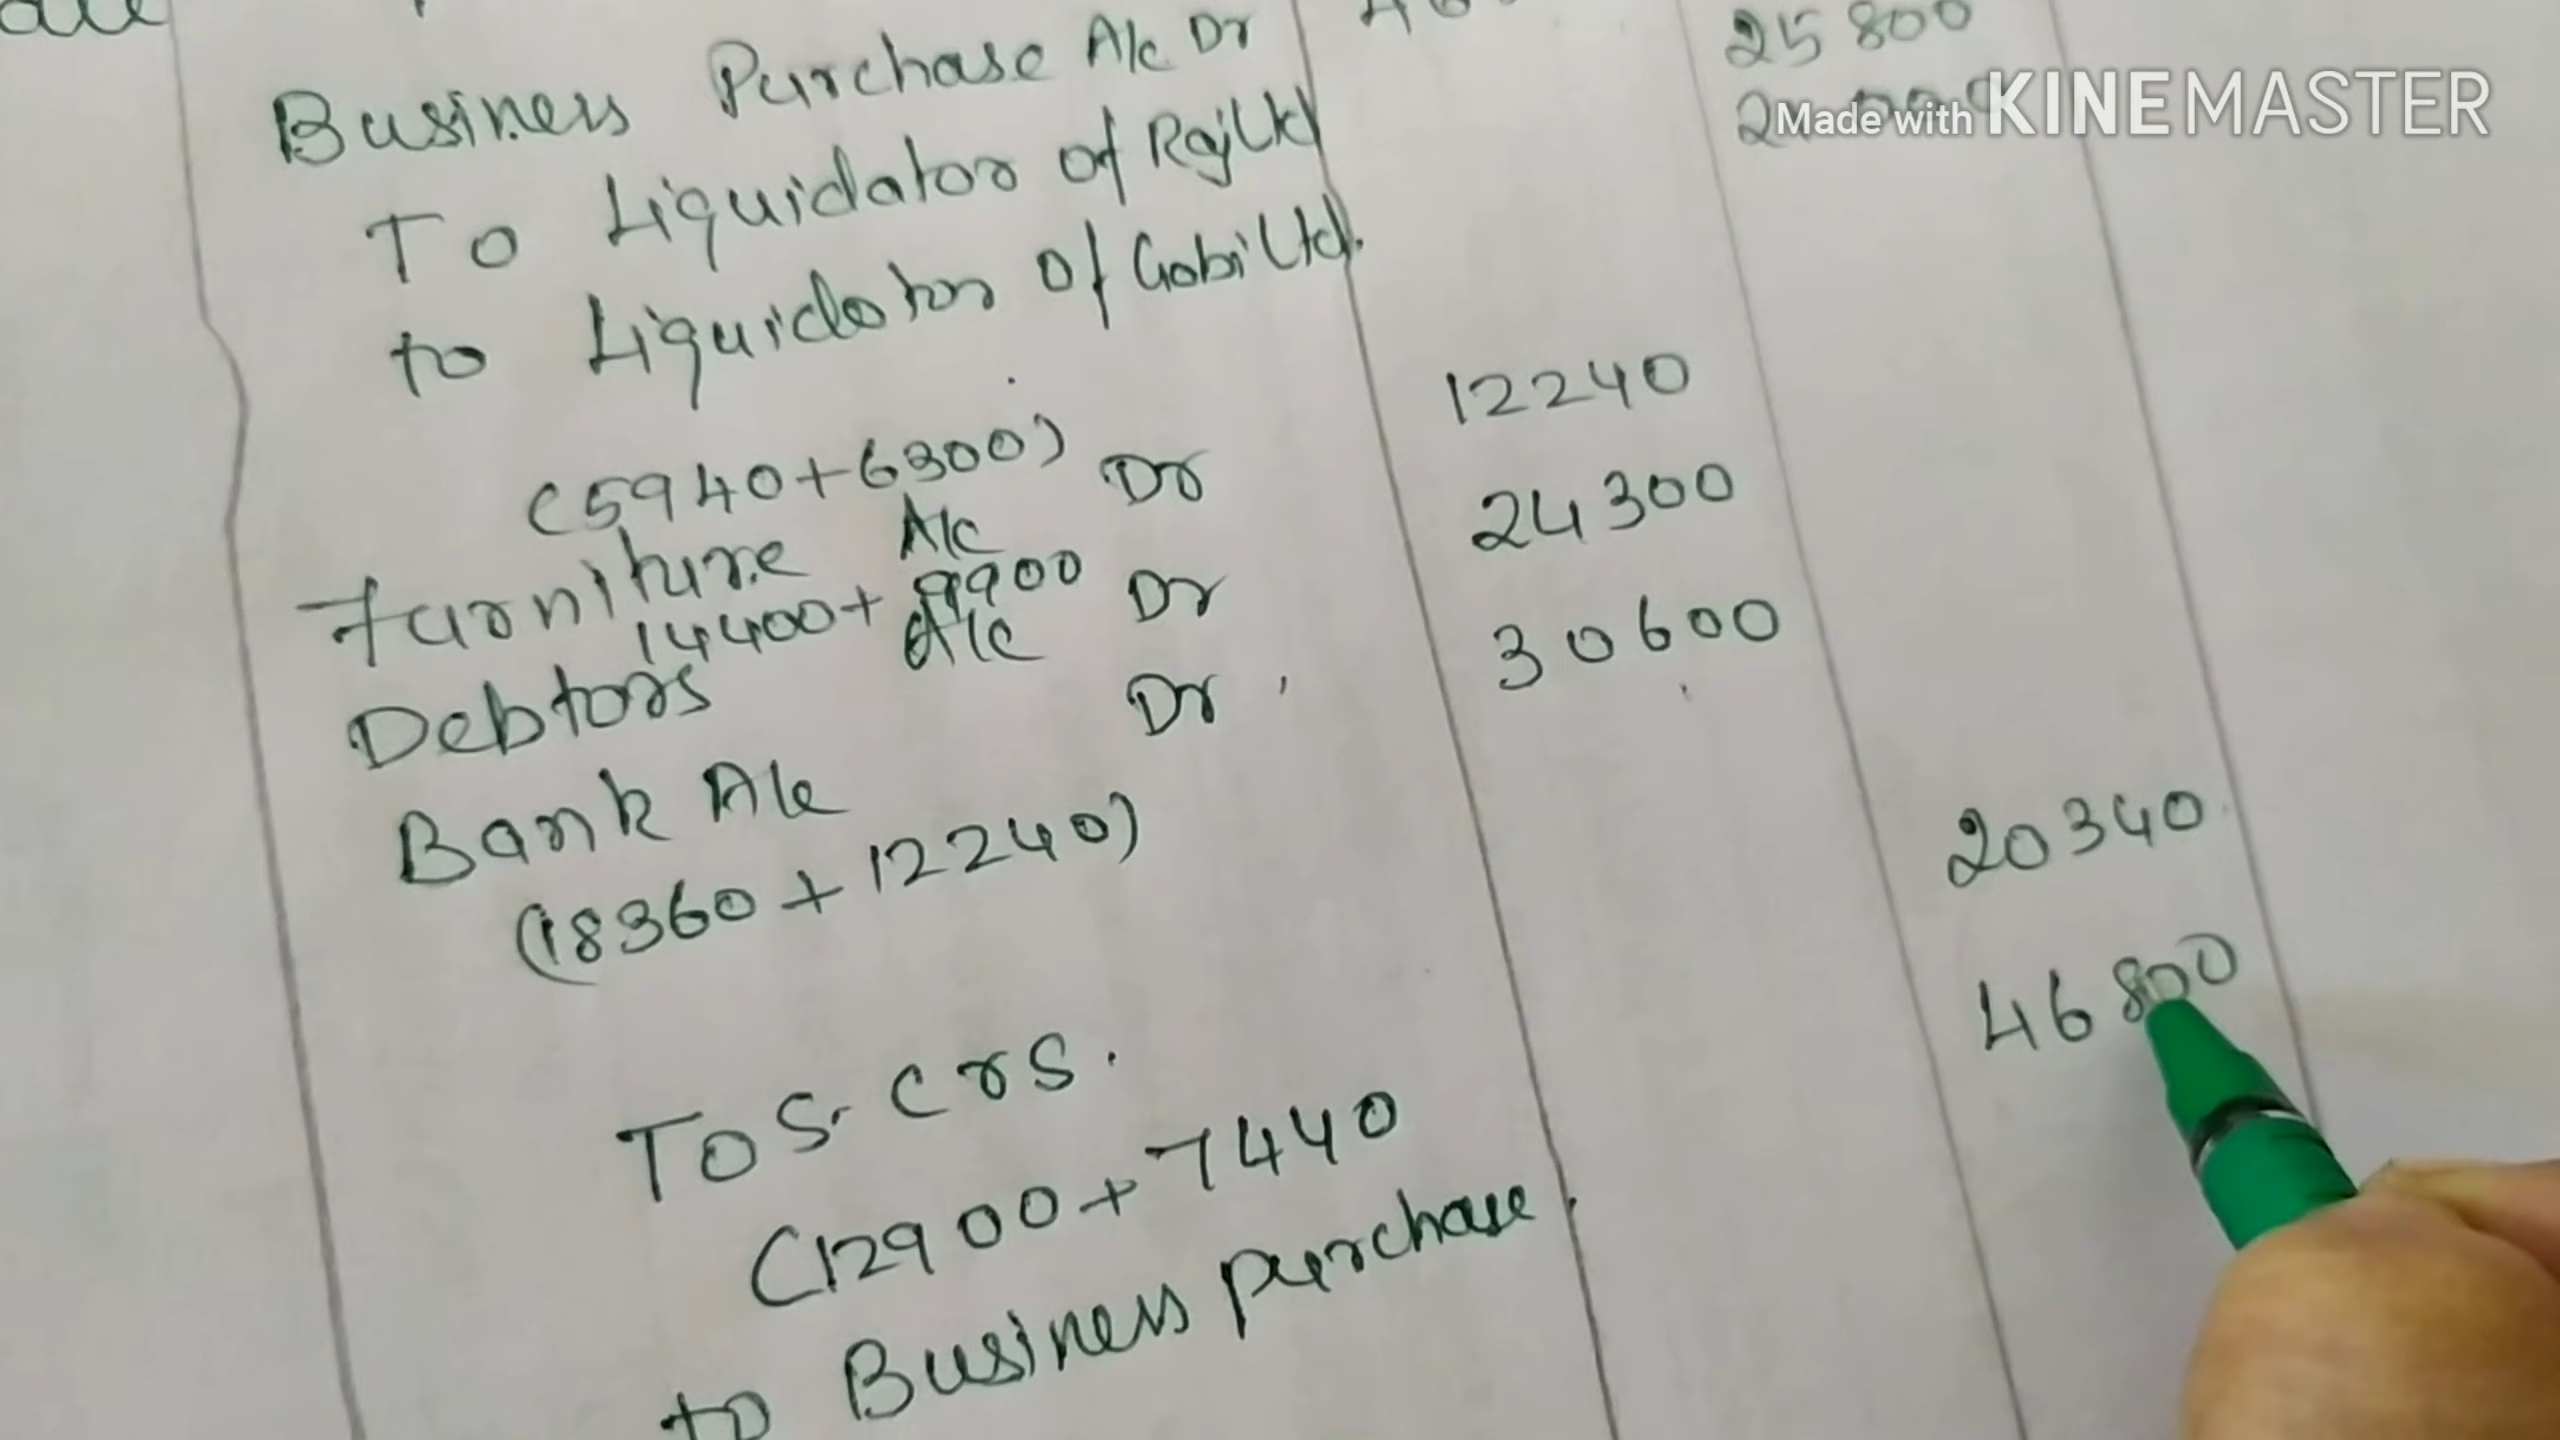 Business Purchase A/c Dr
25800
Made with KINEMASTER
To Liquidator of Raj Ltd
to Liquidator of Gobi Ltd.
(5940+6300) 12240
Furniture A/c Dr 24300
14400+9900
Debtors A/c Dr 30600
Bank A/c Dr
(18360+12240)
20340
To S. Crs. 46800
(12900+7440
to Business purchase